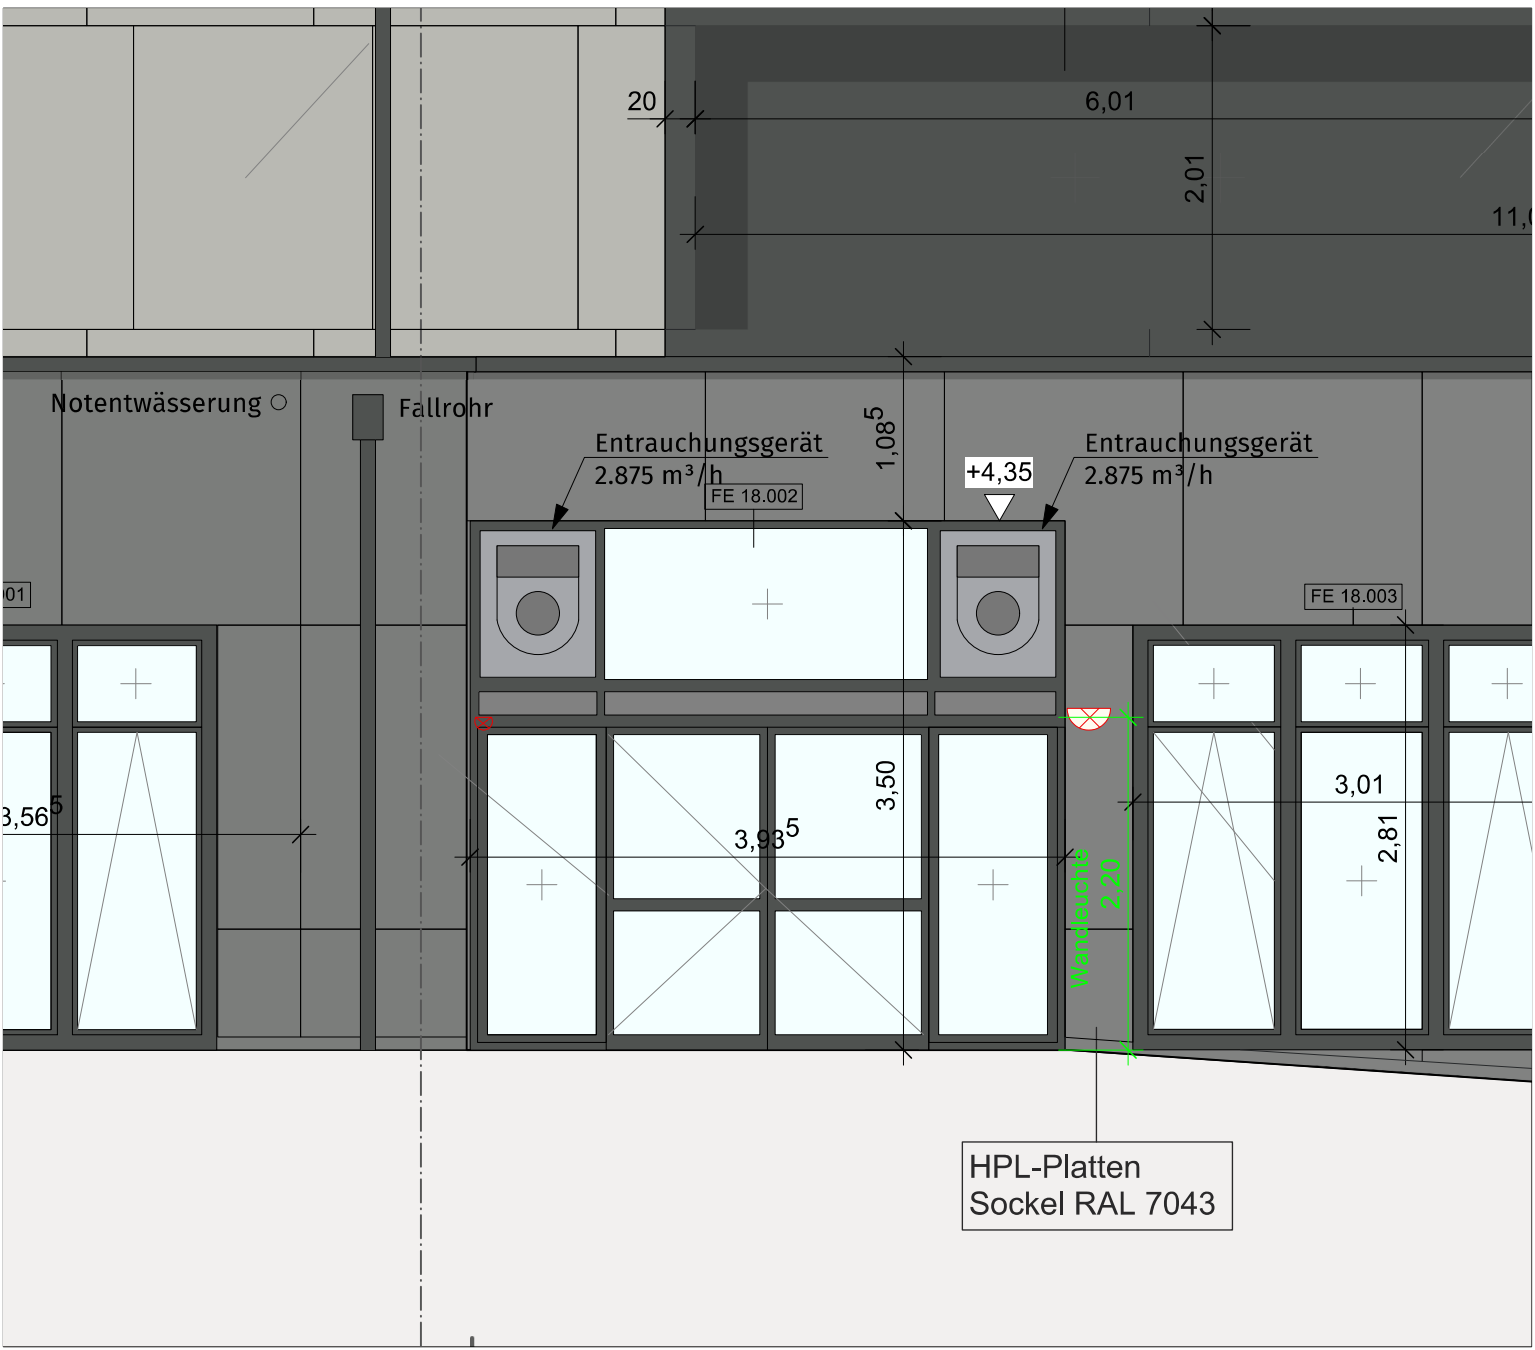 20
6,01
2,01
11,0
Notentwässerung
Fallrohr
1,08⁵
Entrauchungsgerät
2.875 m³/h
Entrauchungsgerät
2.875 m³/h
+4,35
FE 18.002
001
FE 18.003
3,56⁵
3,50
3,93⁵
3,01
2,81
Wandleuchte
2,20
HPL-Platten
Sockel RAL 7043